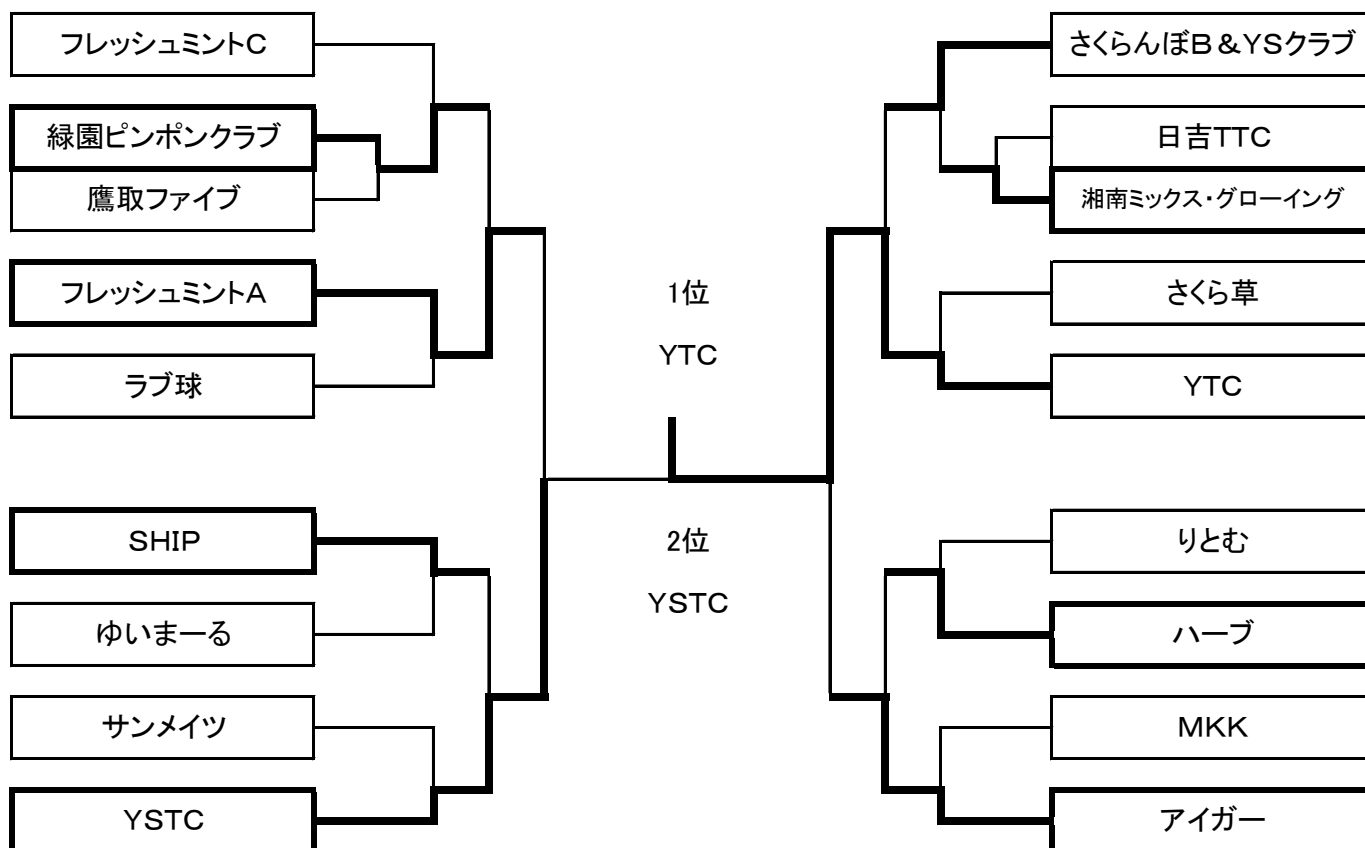 フレッシュミントC
緑園ピンポンクラブ
鷹取ファイブ
フレッシュミントA
ラブ球
SHIP
ゆいまーる
サンメイツ
YSTC
1位
YTC
2位
YSTC
さくらんぼB&YSクラブ
日吉TTC
湘南ミックス・グローイング
さくら草
YTC
りとむ
ハーブ
MKK
アイガー